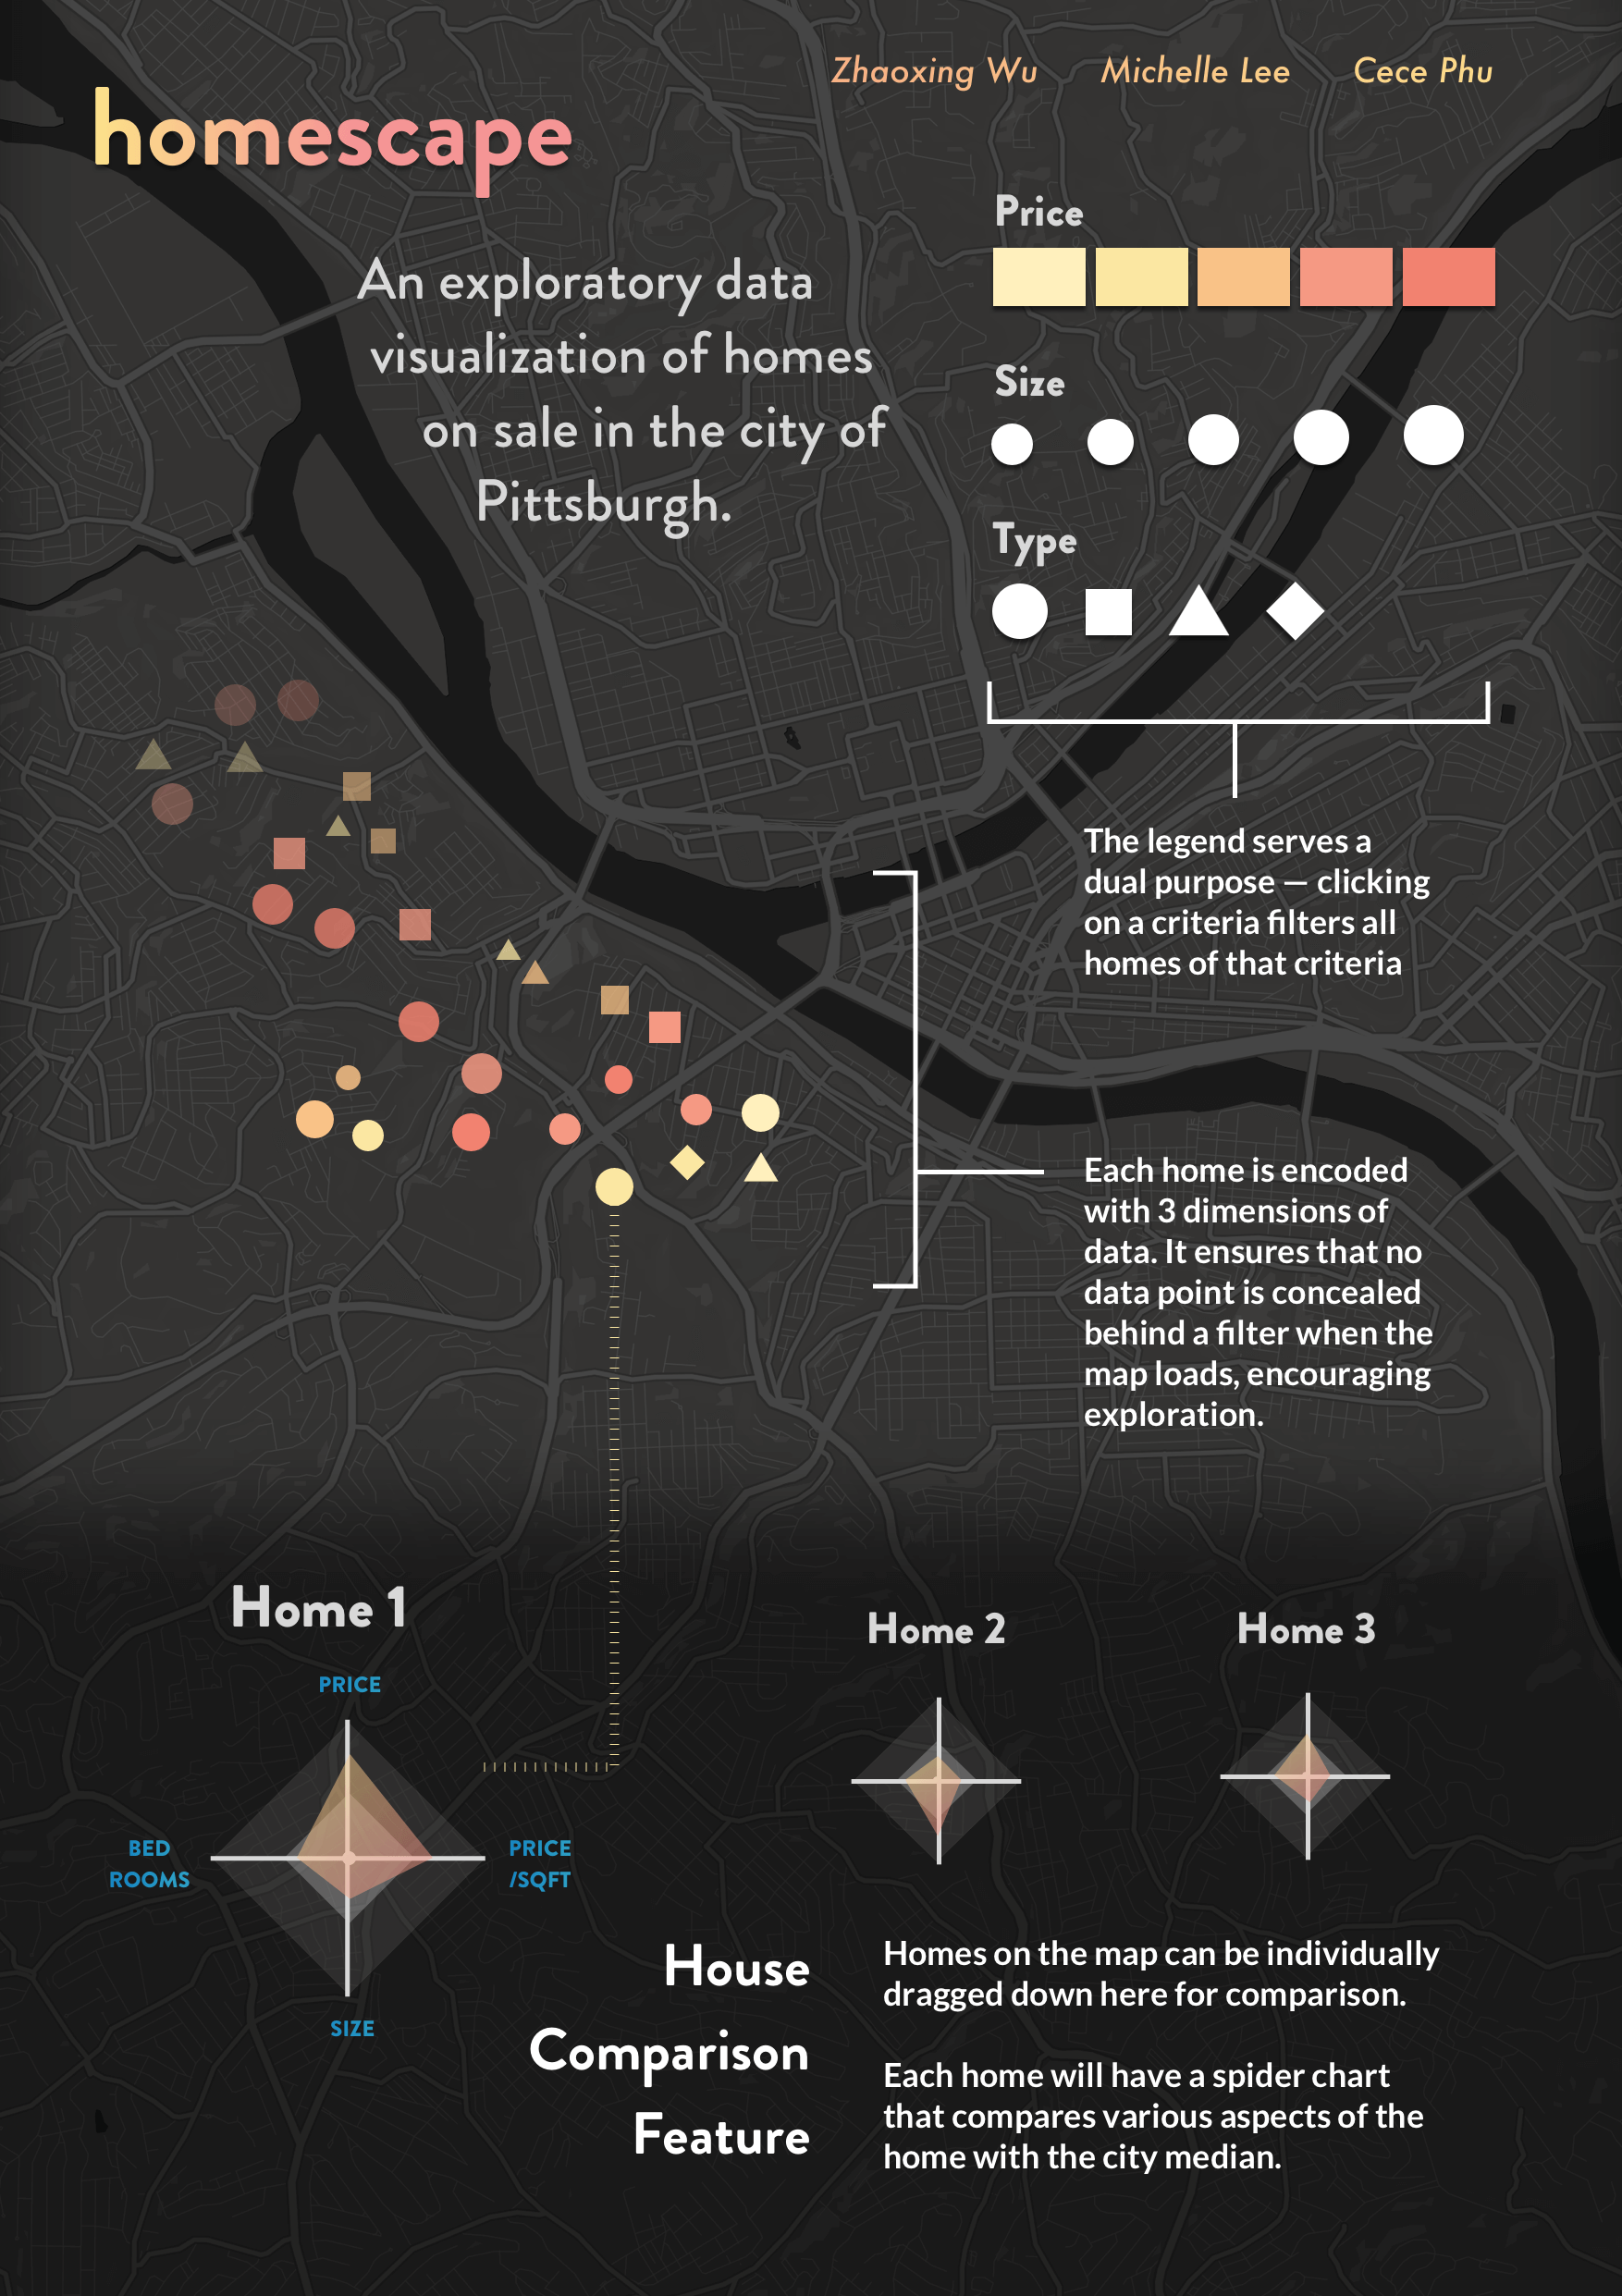 Zhaoxing Wu Michelle Lee Cece Phu
homescape
An exploratory data
visualization of homes
on sale in the city of
Pittsburgh.
Price
Size
Type
The legend serves a
dual purpose — clicking
on a criteria filters all
homes of that criteria
Each home is encoded
with 3 dimensions of
data. It ensures that no
data point is concealed
behind a filter when the
map loads, encouraging
exploration.
Home 1
PRICE
BED
ROOMS
PRICE
/SQFT
SIZE
Home 2
Home 3
House
Comparison
Feature
Homes on the map can be individually
dragged down here for comparison.
Each home will have a spider chart
that compares various aspects of the
home with the city median.